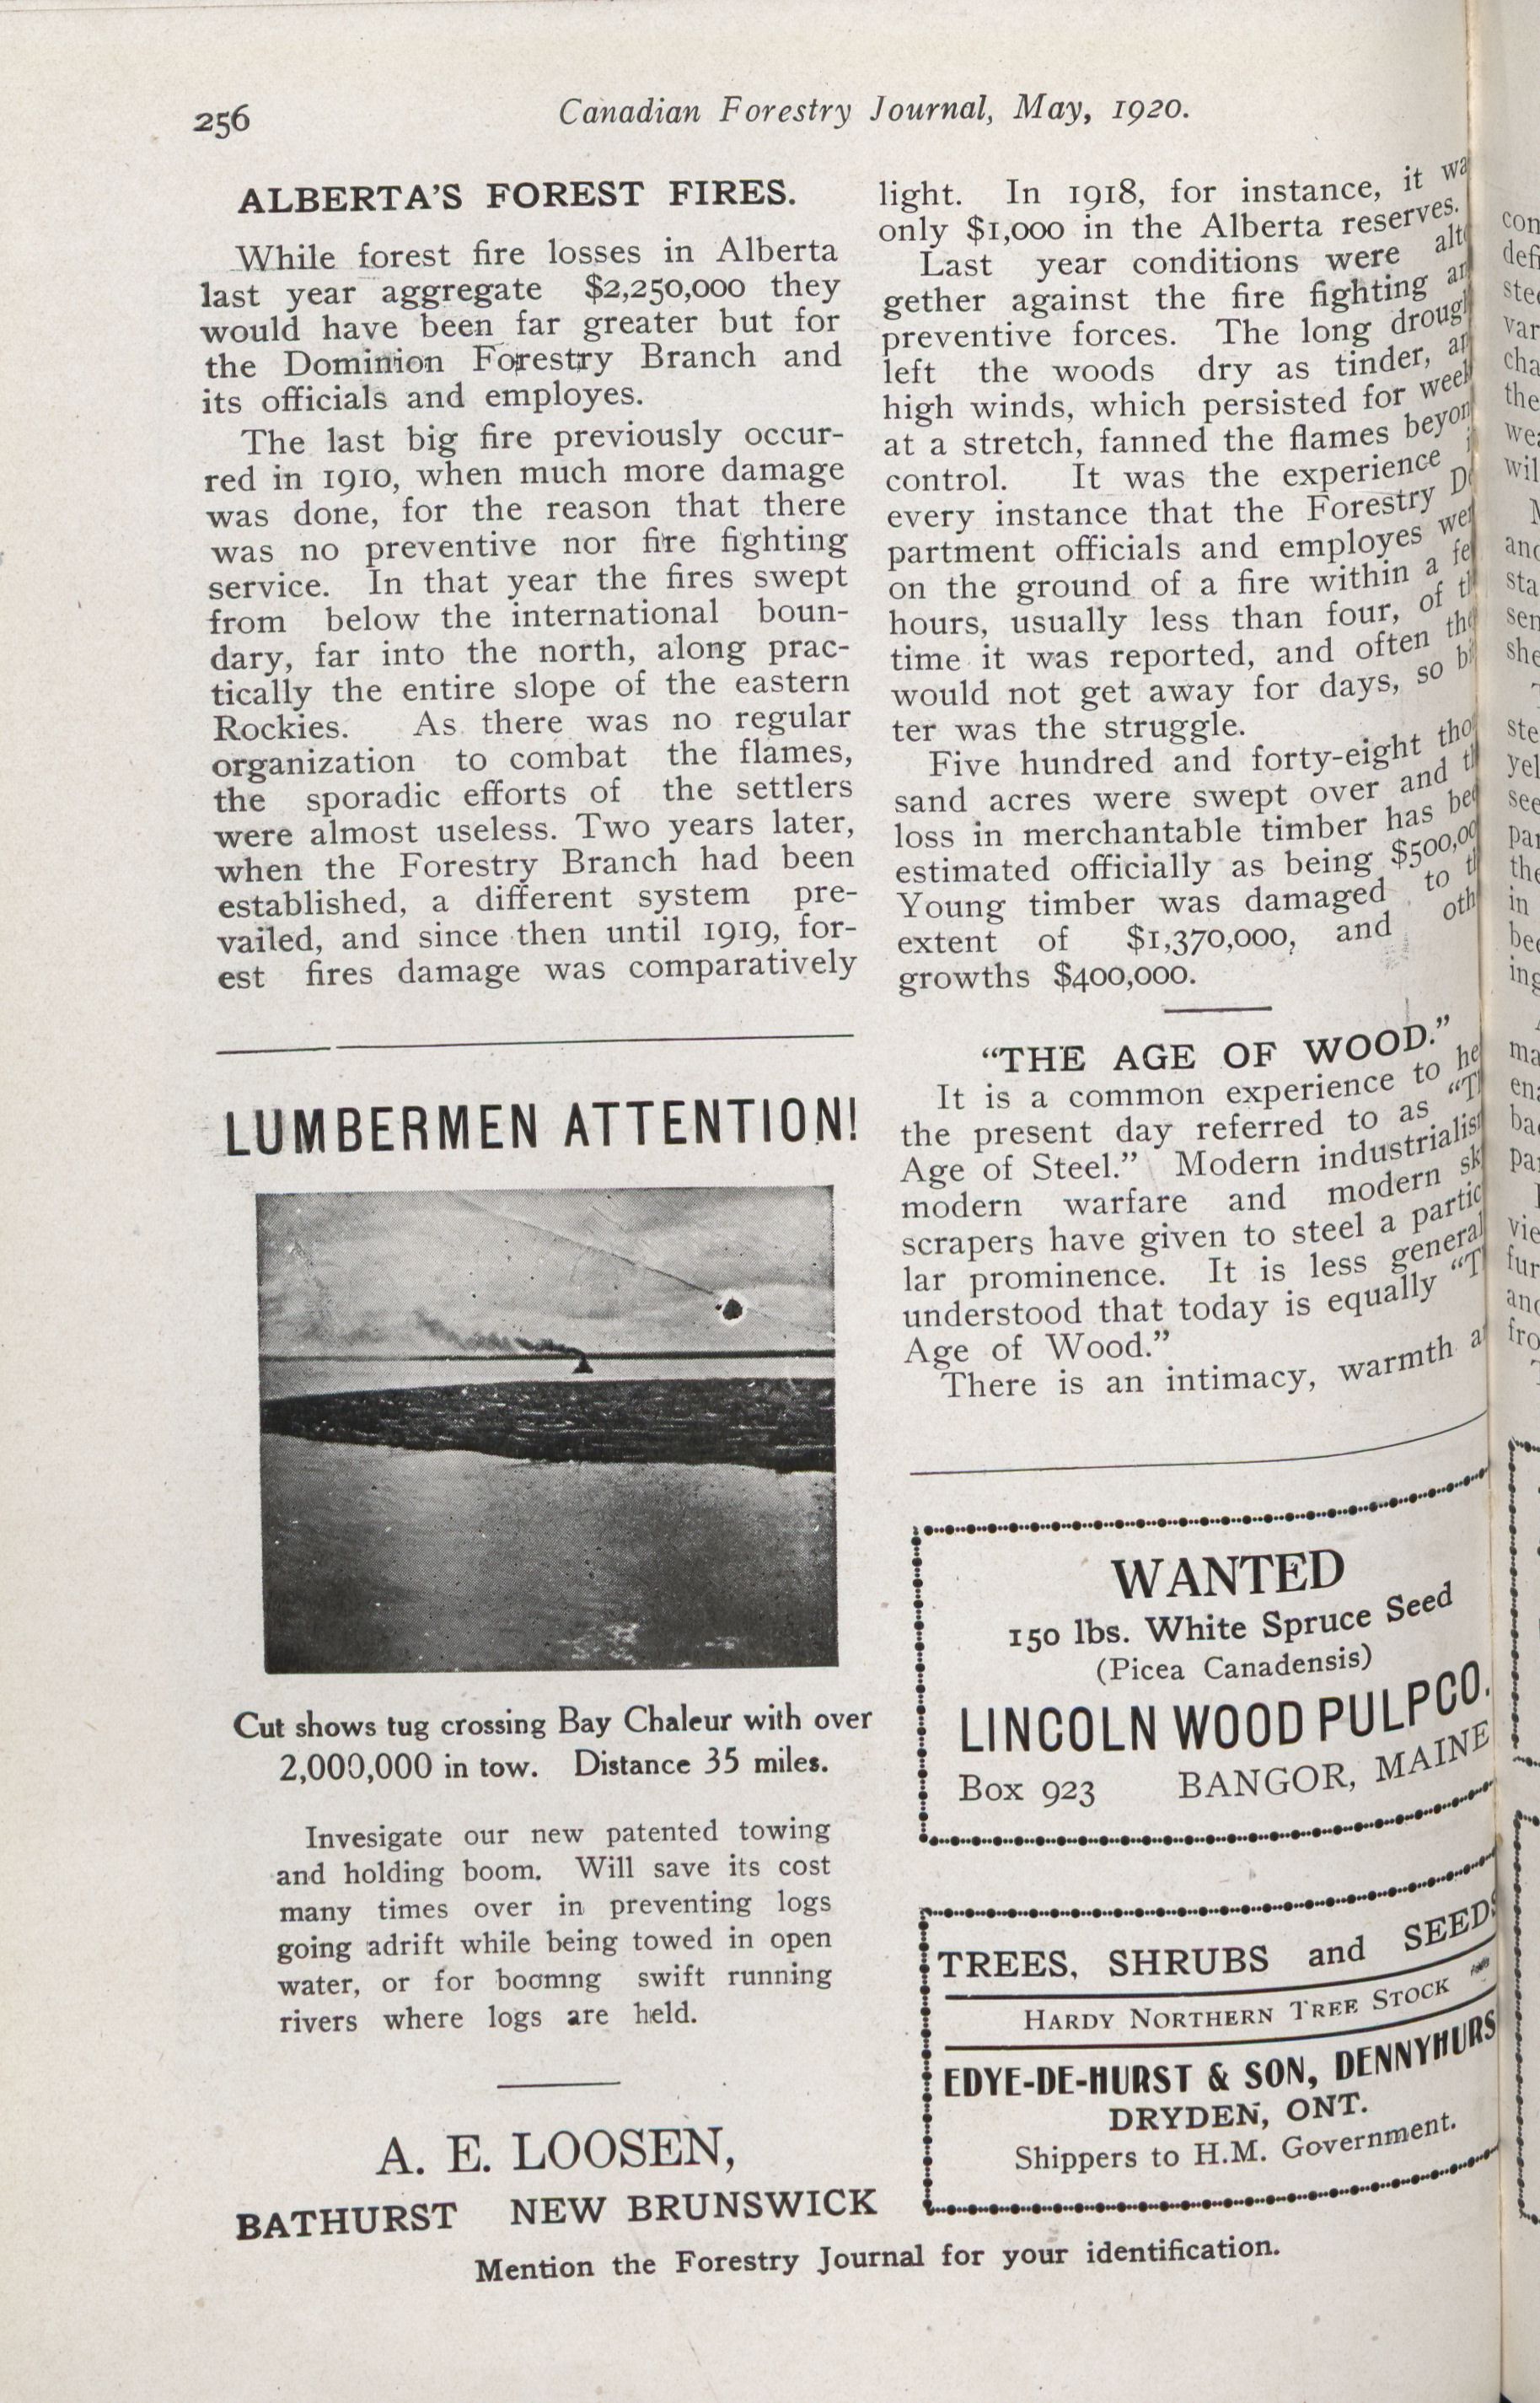 256
Canadian Forestry Journal, May, 1920.
ALBERTA'S FOREST FIRES.
While forest fire losses in Alberta
last year aggregate $2,250,000 they
would have been far greater but for
the Dominion Forestry Branch and
its officials and employes.
The last big fire previously occur-
red in 1910, when much more damage
was done, for the reason that there
was no preventive nor fire fighting
service. In that year the fires swept
from below the international boun-
dary, far into the north, along prac-
tically the entire slope of the eastern
Rockies. As there was no regular
organization to combat the flames,
the sporadic efforts of the settlers
were almost useless. Two years later,
when the Forestry Branch had been
established, a different system pre-
vailed, and since then until 1919, for-
est fires damage was comparatively
light. In 1918, for instance, it
only $1,000 in the Alberta reserves.
Last year conditions were
gether against the fire fighting
preventive forces. The long
left the woods dry as tinder,
high winds, which persisted for
at a stretch, fanned the flames
control. It was the experience
every instance that the Forestry
partment officials and employes
on the ground of a fire within a
hours, usually less than four, of
time it was reported, and often
would not get away for days, so
ter was the struggle.
Five hundred and forty-eight
sand acres were swept over and
loss in merchantable timber has
estimated officially as being
Young timber was damaged to
extent of $1,370,000, and
growths $400,000.
"THE AGE OF WOOD."
It is a common experience to
the present day referred to as
Age of Steel." Modern
modern warfare and modern
scrapers have given to steel a
lar prominence. It is less
understood that today is equally
Age of Wood."
There is an intimacy, warmth
LUMBERMEN ATTENTION!
Cut shows tug crossing Bay Chaleur with over
2,000,000 in tow. Distance 35 miles.
Invesigate our new patented towing
and holding boom. Will save its cost
many times over in preventing logs
going adrift while being towed in open
water, or for boomng swift running
rivers where logs are held.
A. E. LOOSEN,
BATHURST NEW BRUNSWICK
WANTED
150 lbs. White Spruce Seed
(Picea Canadensis)
LINCOLN WOOD PULP CO.
Box 923 BANGOR, MAINE
TREES, SHRUBS and SEEDS
HARDY NORTHERN TREE STOCK
EDYE-DE-HURST & SON,
DRYDEN, ONT.
Shippers to H.M. Government.
Mention the Forestry Journal for your identification.